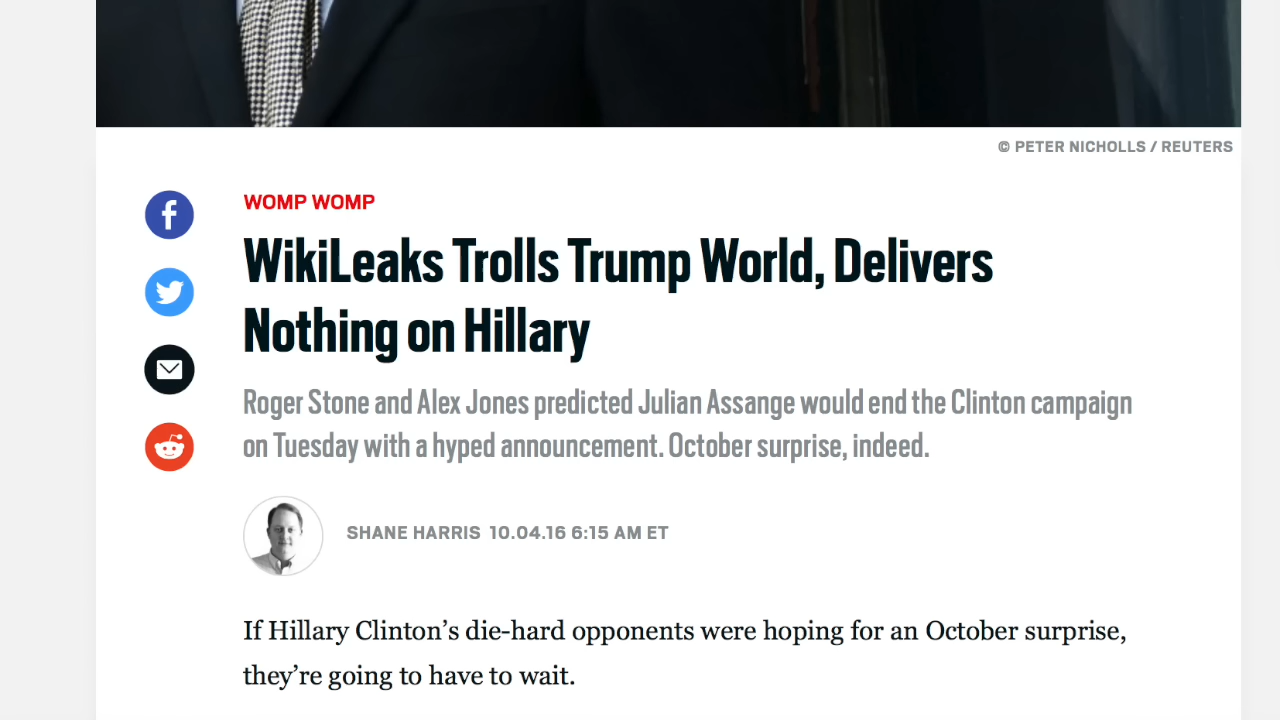 © PETER NICHOLLS / REUTERS
WOMP WOMP
WikiLeaks Trolls Trump World, Delivers
Nothing on Hillary
Roger Stone and Alex Jones predicted Julian Assange would end the Clinton campaign
on Tuesday with a hyped announcement. October surprise, indeed.
SHANE HARRIS 10.04.16 6:15 AM ET
If Hillary Clinton’s die-hard opponents were hoping for an October surprise,
they’re going to have to wait.